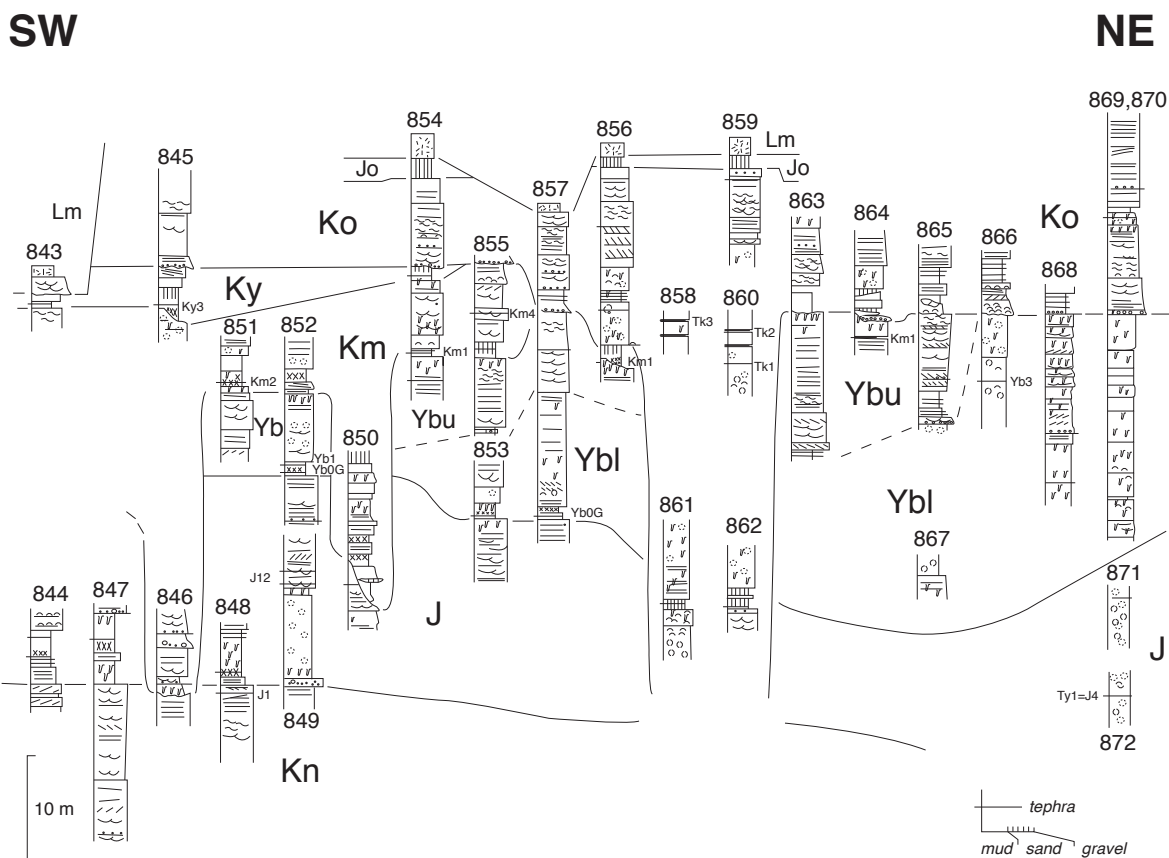 SW NE
869,870
854
856 859 Lm
845 Jo Jo
857
Lm Ko 863 864 Ko
843 855 865 866
868
Ky Ky3 858 860
851 852 Km Km4 Tk3 Tk2
Km1 Km1 Tk1 Km1
Km2 Ybu Ybu Yb3
Yb 850
Yb1 853 Ybl
Yb0G
Ybl
Yb0G 861 862
867
J12
844 847 846 848 J 871
J
J1 Ty1=J4
849
872
Kn
10 m
tephra
mud sand gravel